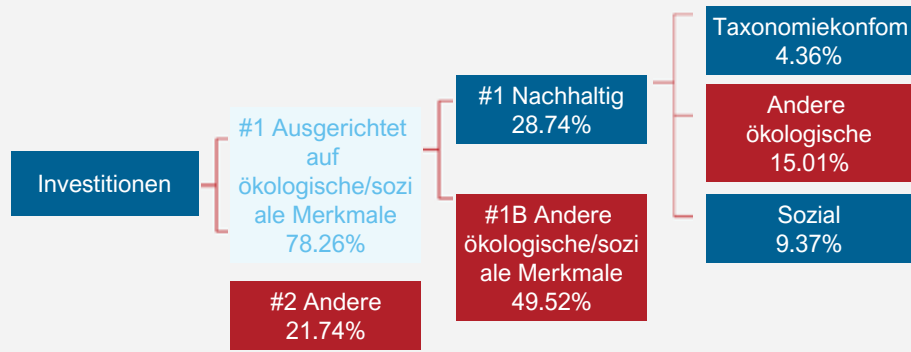 Investitionen
#1 Ausgerichtet
auf
ökologische/sozi
ale Merkmale
78.26%
#2 Andere
21.74%
#1 Nachhaltig
28.74%
#1B Andere
ökologische/sozi
ale Merkmale
49.52%
Taxonomiekonfom
4.36%
Andere
ökologische
15.01%
Sozial
9.37%